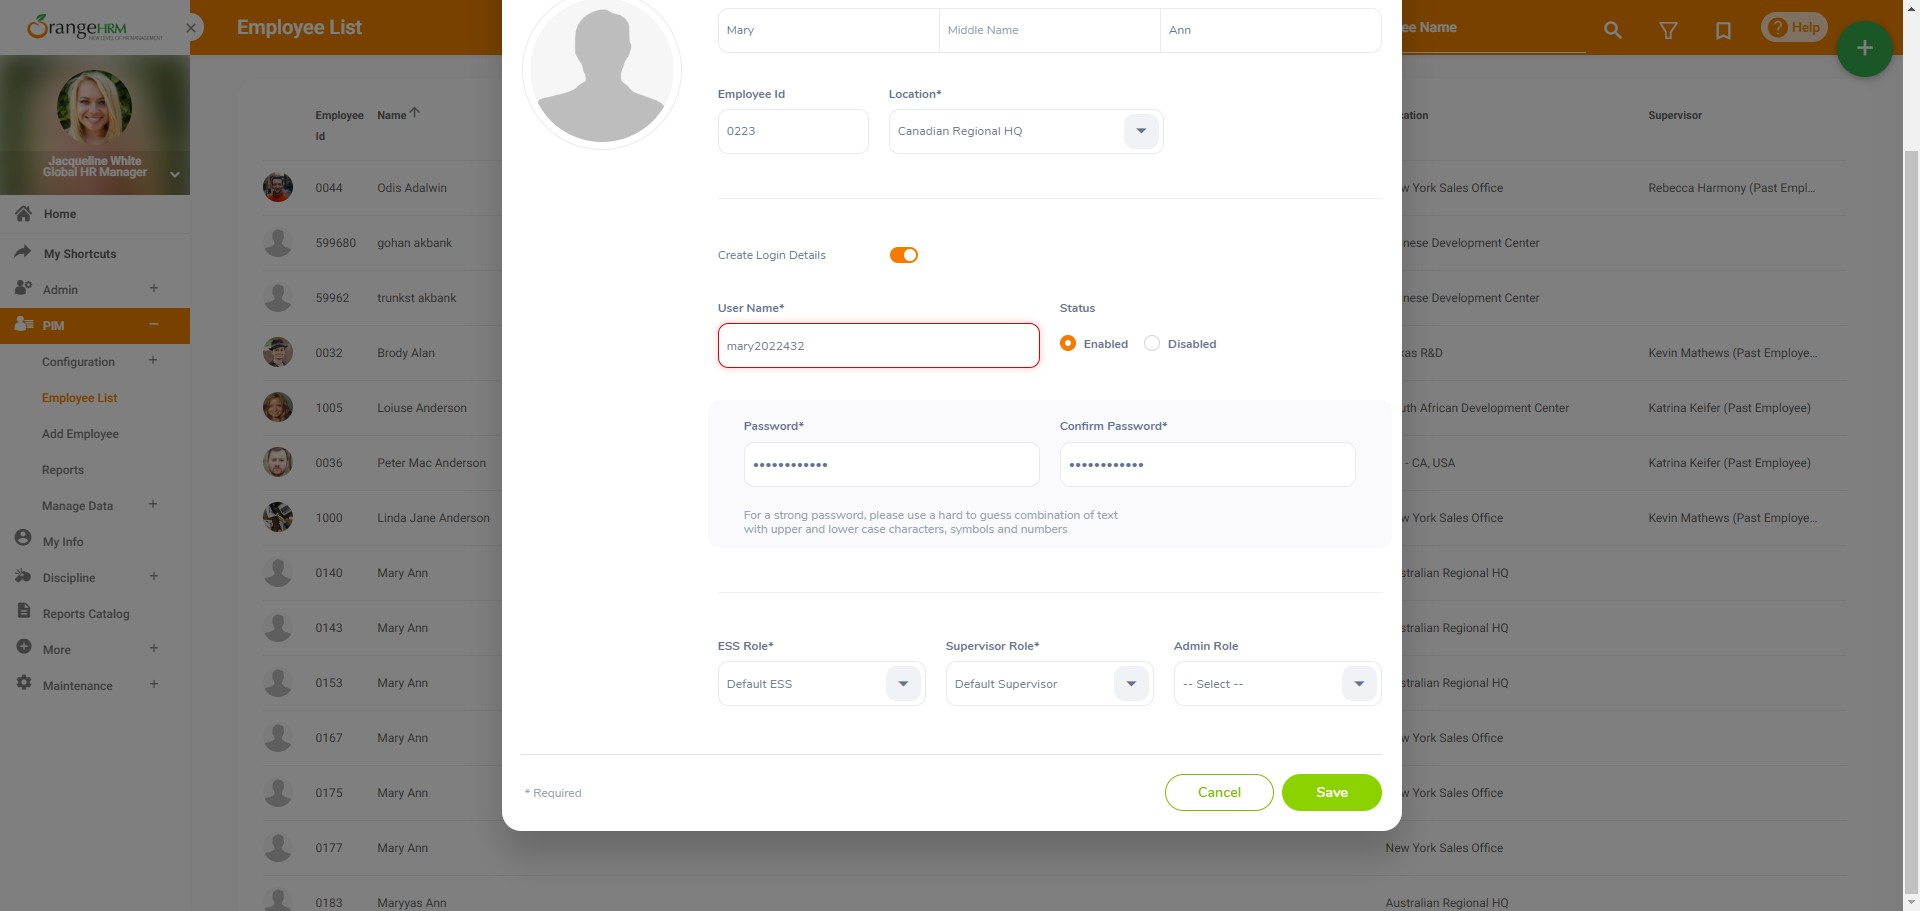 OrangeHRM
NEW LEVEL OF HR MANAGEMENT
Employee List
ee Name
Help
Jacqueline White
Global HR Manager
Home
My Shortcuts
Admin
PIM
Configuration
Employee List
Add Employee
Reports
Manage Data
My Info
Discipline
Reports Catalog
More
Maintenance
Employee Id
Name
cation
Supervisor
0044 Odis Adalwin w York Sales Office Rebecca Harmony (Past Empl...
599680 gohan akbank nese Development Center
59962 trunkst akbank nese Development Center
0032 Brody Alan as R&D Kevin Mathews (Past Employe...
1005 Loiuse Anderson uth African Development Center Katrina Keifer (Past Employee)
0036 Peter Mac Anderson - CA, USA Katrina Keifer (Past Employee)
1000 Linda Jane Anderson w York Sales Office Kevin Mathews (Past Employe...
0140 Mary Ann stralian Regional HQ
0143 Mary Ann stralian Regional HQ
0153 Mary Ann stralian Regional HQ
0167 Mary Ann w York Sales Office
0175 Mary Ann w York Sales Office
0177 Mary Ann New York Sales Office
0183 Maryyas Ann Australian Regional HQ
Mary Middle Name Ann
Employee Id Location*
0223 Canadian Regional HQ
Create Login Details
User Name* Status
mary2022432 Enabled Disabled
Password* Confirm Password*
•••••••••••• ••••••••••••
For a strong password, please use a hard to guess combination of text
with upper and lower case characters, symbols and numbers
ESS Role* Supervisor Role* Admin Role
Default ESS Default Supervisor -- Select --
* Required
Cancel Save